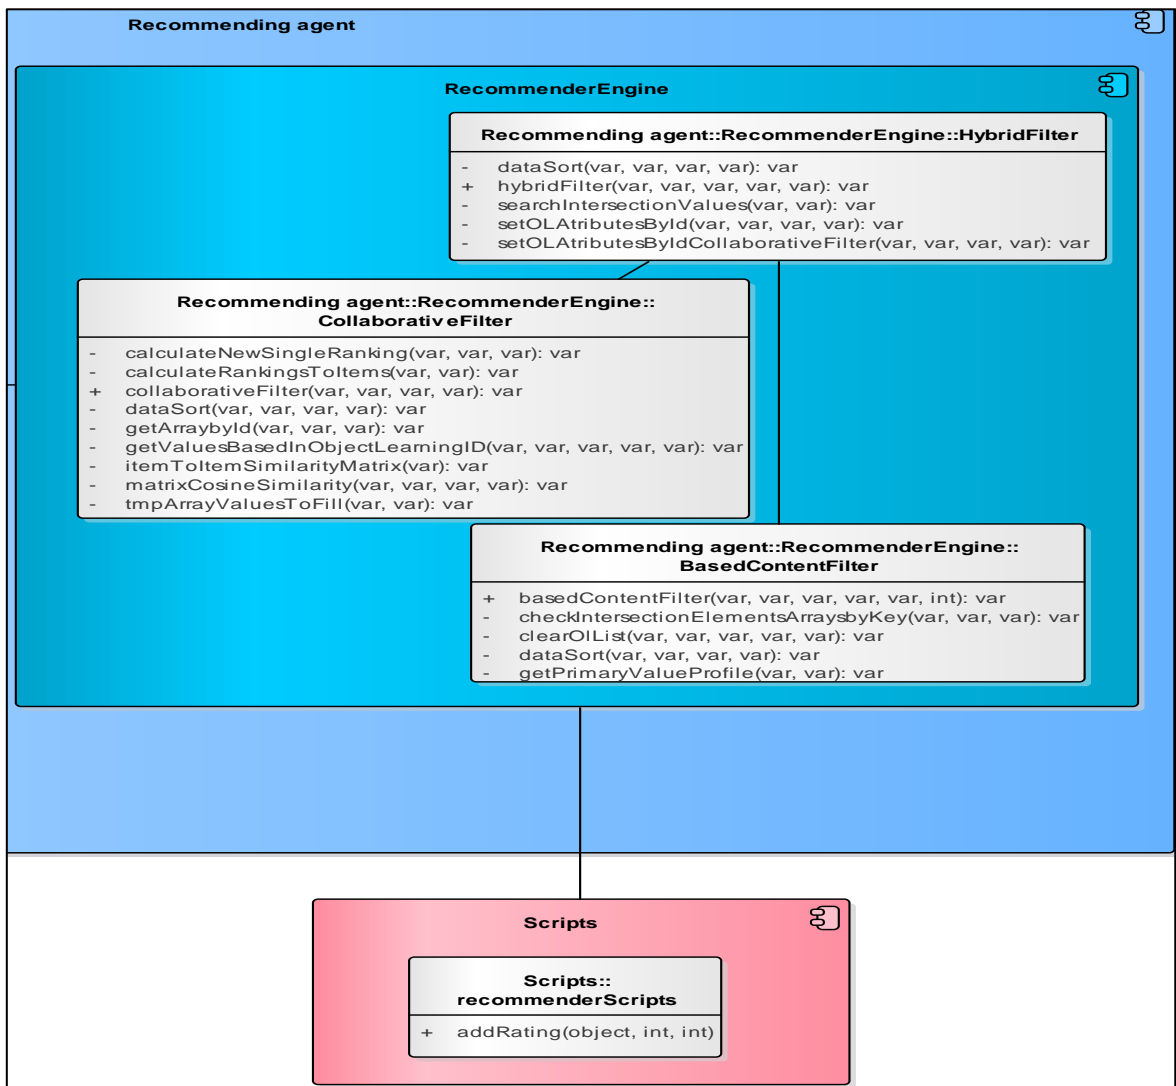 Recommending agent
RecommenderEngine
Recommending agent::RecommenderEngine::HybridFilter
- dataSort(var, var, var, var): var
+ hybridFilter(var, var, var, var, var): var
- searchIntersectionValues(var, var): var
- setOLAtributesById(var, var, var, var): var
- setOLAtributesByIdCollaborativeFilter(var, var, var, var): var
Recommending agent::RecommenderEngine::
CollaborativeFilter
- calculateNewSingleRanking(var, var, var): var
- calculateRankingsToItems(var, var): var
+ collaborativeFilter(var, var, var, var): var
- dataSort(var, var, var, var): var
- getArraybyId(var, var, var): var
- getValuesBasedInObjectLearningID(var, var, var, var, var): var
- itemToItemSimilarityMatrix(var): var
- matrixCosineSimilarity(var, var, var, var): var
- tmpArrayValuesToFill(var, var): var
Recommending agent::RecommenderEngine::
BasedContentFilter
+ basedContentFilter(var, var, var, var, var, int): var
- checkIntersectionElementsArraysbyKey(var, var, var): var
- clearOlList(var, var, var, var, var): var
- dataSort(var, var, var, var): var
- getPrimaryValueProfile(var, var): var
Scripts
Scripts::
recommenderScripts
+ addRating(object, int, int)